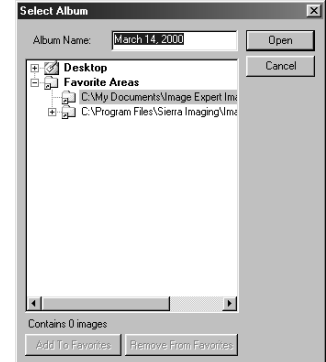 Select Album
Album Name: March 14, 2000
Open
Cancel
Desktop
Favorite Areas
C:\My Documents\Image Expert Ima
C:\Program Files\Sierra Imaging\Ima
Contains 0 images
Add To Favorites Remove From Favorites